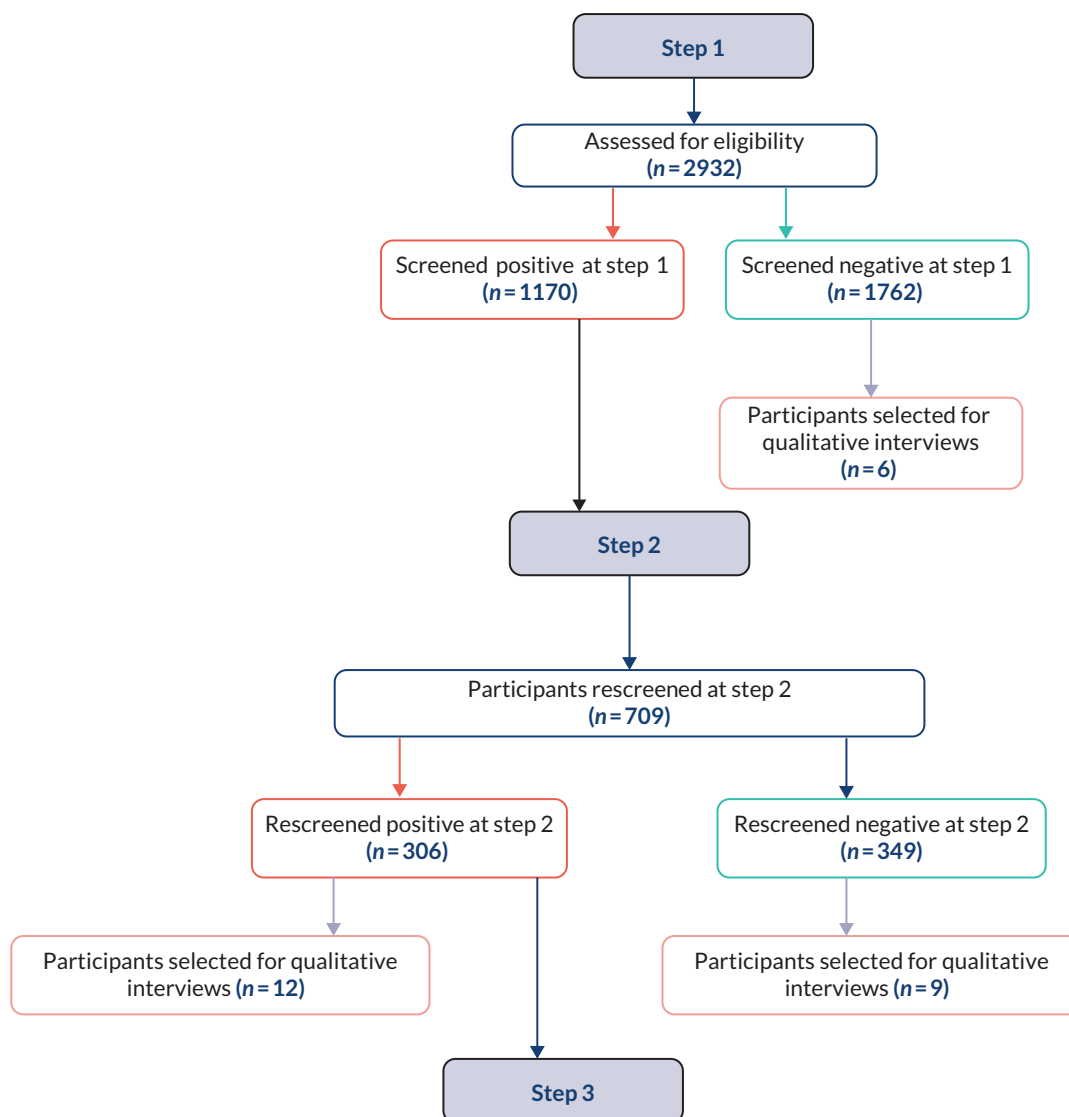 Step 1
Assessed for eligibility
(n = 2932)
Screened positive at step 1
(n = 1170)
Screened negative at step 1
(n = 1762)
Participants selected for
qualitative interviews
(n = 6)
Step 2
Participants rescreened at step 2
(n = 709)
Rescreened positive at step 2
(n = 306)
Rescreened negative at step 2
(n = 349)
Participants selected for qualitative
interviews (n = 12)
Participants selected for qualitative
interviews (n = 9)
Step 3